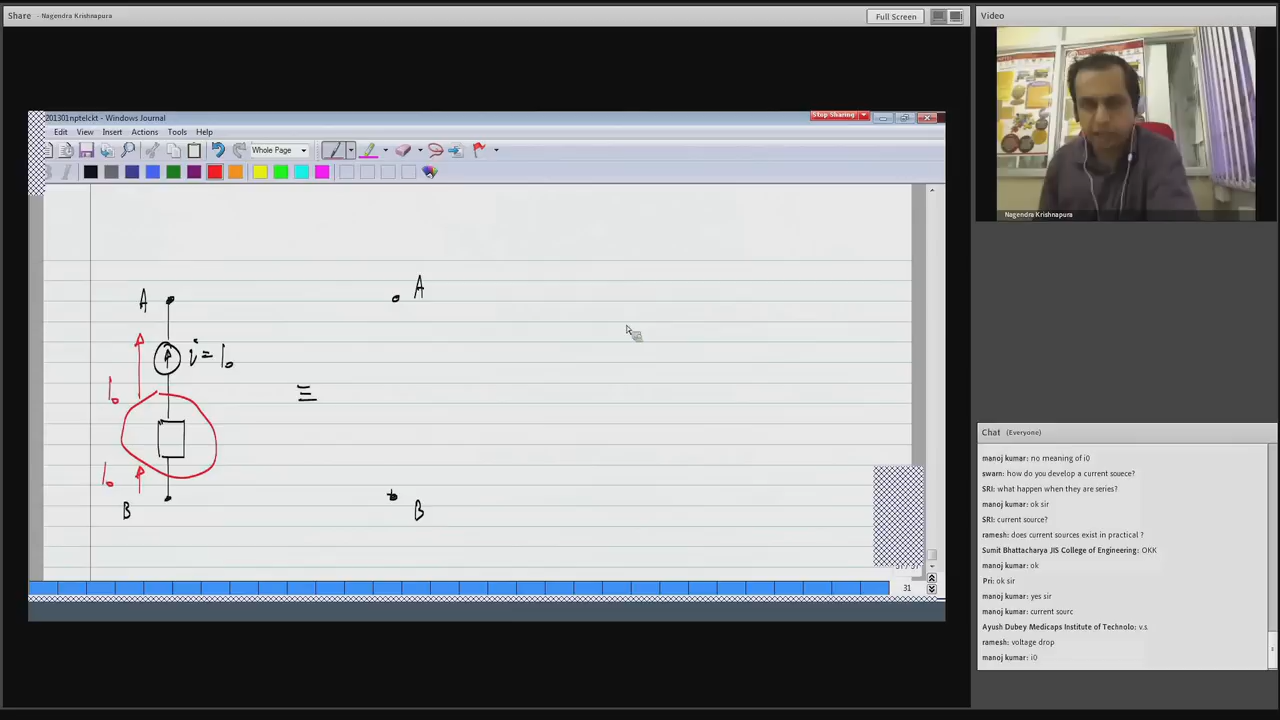 Share - Nagendra Krishnapura
Full Screen
Video
Nagendra Krishnapura
201301nptelckt - Windows Journal
Stop Sharing
Edit View Insert Actions Tools Help
Whole Page
A
A
i = I₀
I₀
≡
I₀
B
B
31
Chat (Everyone)
manoj kumar: no meaning of i0
swarn: how do you develop a current souece?
SRI: what happen when they are series?
manoj kumar: ok sir
SRI: current source?
ramesh: does current sources exist in practical ?
Sumit Bhattacharya JIS College of Engineering: OKK
manoj kumar: ok
Pri: ok sir
manoj kumar: yes sir
manoj kumar: current sourc
Ayush Dubey Medicaps Institute of Technolo: v.s.
ramesh: voltage drop
manoj kumar: i0